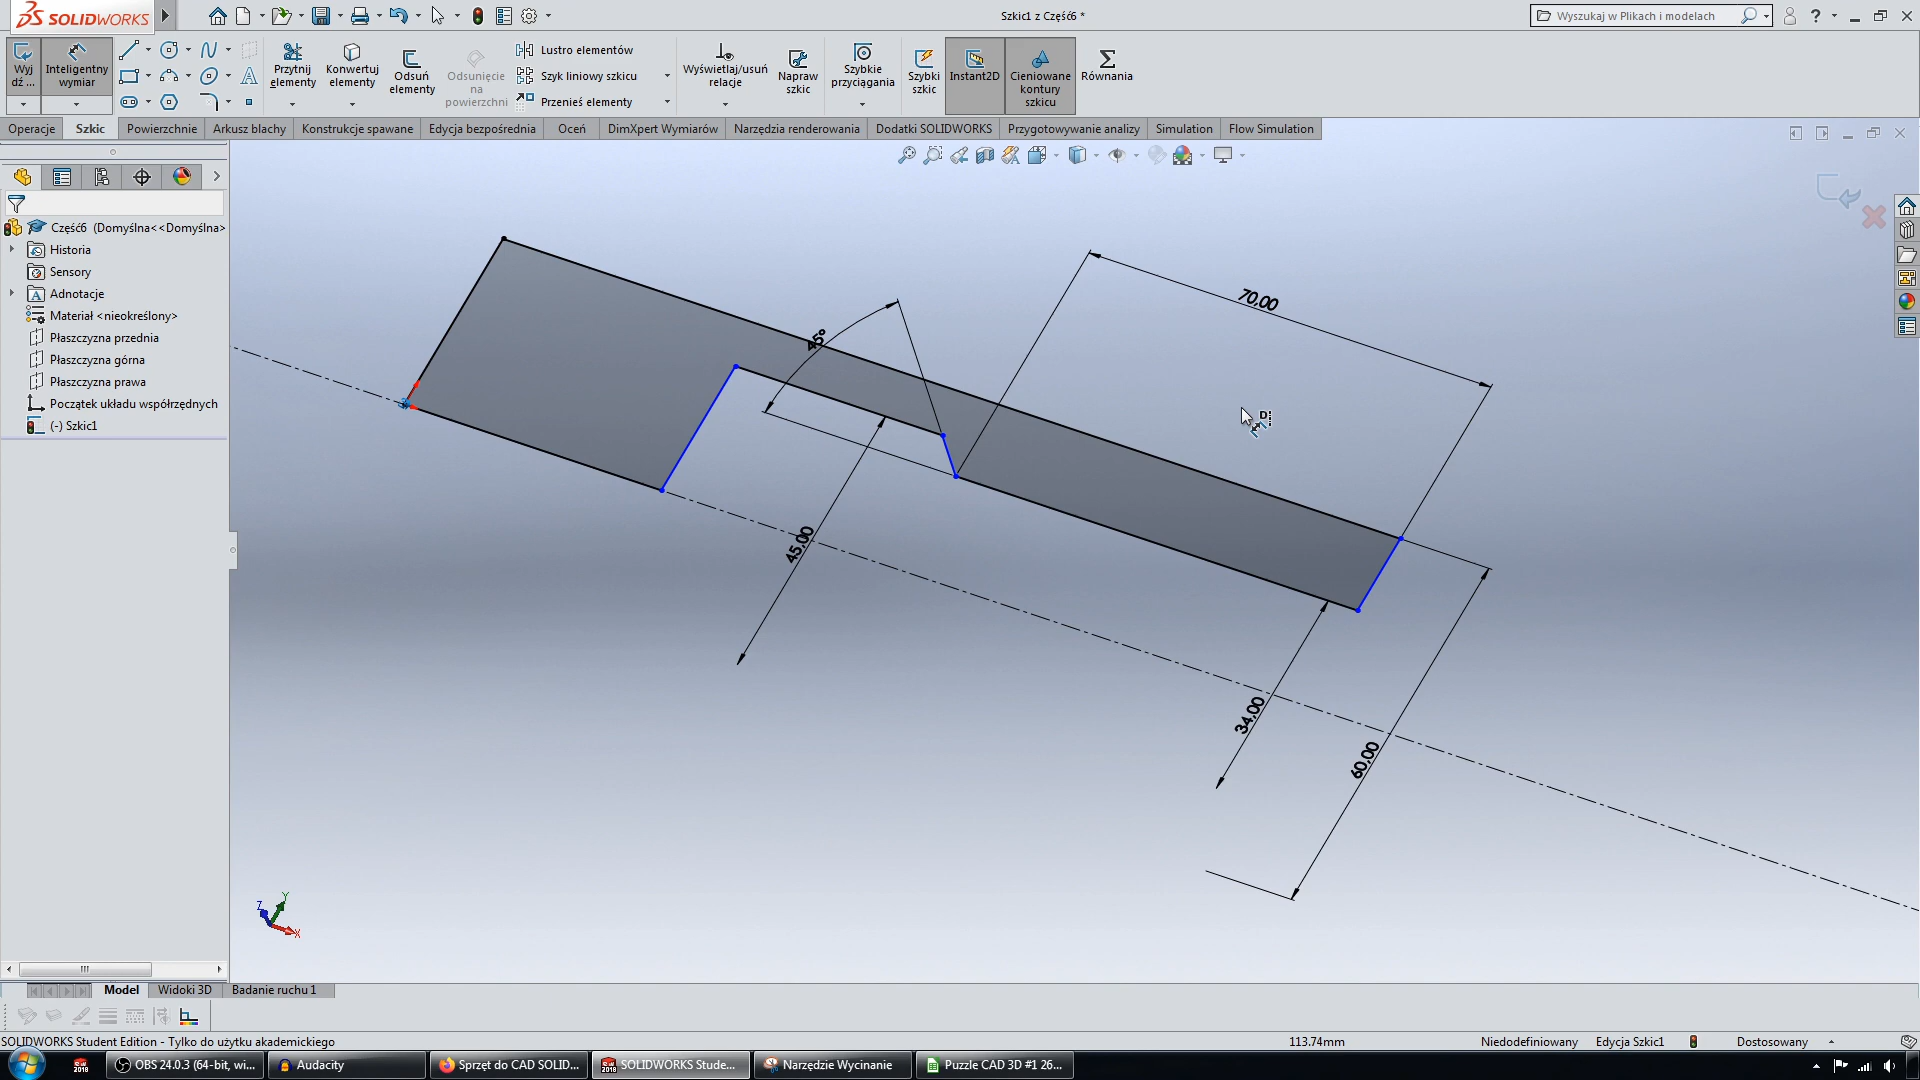 SOLIDWORKS
Szkic1 z Część6 *
Wyszukaj w Plikach i modelach
?
Wyj
dź ...
Inteligentny
wymiar
Przytnij
elementy
Konwertuj
elementy
Odsuń
elementy
Odsunięcie
na
powierzchni
Lustro elementów
Szyk liniowy szkicu
Przenieś elementy
Wyświetlaj/usuń
relacje
Napraw
szkic
Szybkie
przyciągania
Szybki
szkic
Instant2D
Cieniowane
kontury
szkicu
Równania
Operacje
Szkic
Powierzchnie
Arkusz blachy
Konstrukcje spawane
Edycja bezpośrednia
Oceń
DimXpert Wymiarów
Narzędzia renderowania
Dodatki SOLIDWORKS
Przygotowywanie analizy
Simulation
Flow Simulation
Część6 (Domyślna<<Domyślna>
Historia
Sensory
Adnotacje
Materiał <nieokreślony>
Płaszczyzna przednia
Płaszczyzna górna
Płaszczyzna prawa
Początek układu współrzędnych
(-) Szkic1
70,00
45°
45,00
34,00
60,00
Y
Z
X
Model
Widoki 3D
Badanie ruchu 1
SOLIDWORKS Student Edition - Tylko do użytku akademickiego
113.74mm
Niedodefiniowany
Edycja Szkic1
Dostosowany
OBS 24.0.3 (64-bit, wi...
Audacity
Sprzęt do CAD SOLID...
SOLIDWORKS Stude...
Narzędzie Wycinanie
Puzzle CAD 3D #1 26...